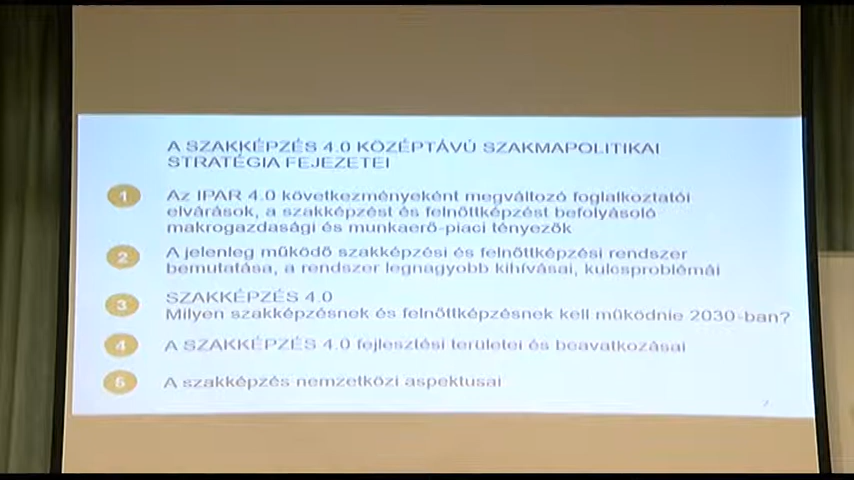 A SZAKKÉPZÉS 4.0 KÖZÉPTÁVÚ SZAKMAPOLITIKAI
STRATÉGIA FEJEZETEI
1 Az IPAR 4.0 következményeként megváltozó foglalkoztatói
elvárások, a szakképzést és felnőttképzést befolyásoló
makrogazdasági és munkaerő-piaci tényezők
2 A jelenleg működő szakképzési és felnőttképzési rendszer
bemutatása, a rendszer legnagyobb kihívásai, kulcsproblémái
3 SZAKKÉPZÉS 4.0
Milyen szakképzésnek és felnőttképzésnek kell működnie 2030-ban?
4 A SZAKKÉPZÉS 4.0 fejlesztési területei és beavatkozásai
5 A szakképzés nemzetközi aspektusai